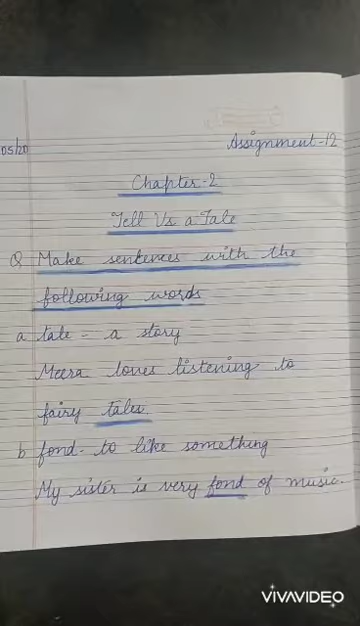 05/20
Assignment-12
Chapter-2
Tell Us a Tale
Q Make sentences with the
following words
a tale - a story
Meera loves listening to
fairy tales.
b fond - to like something
My sister is very fond of music.
VIVAVIDEO